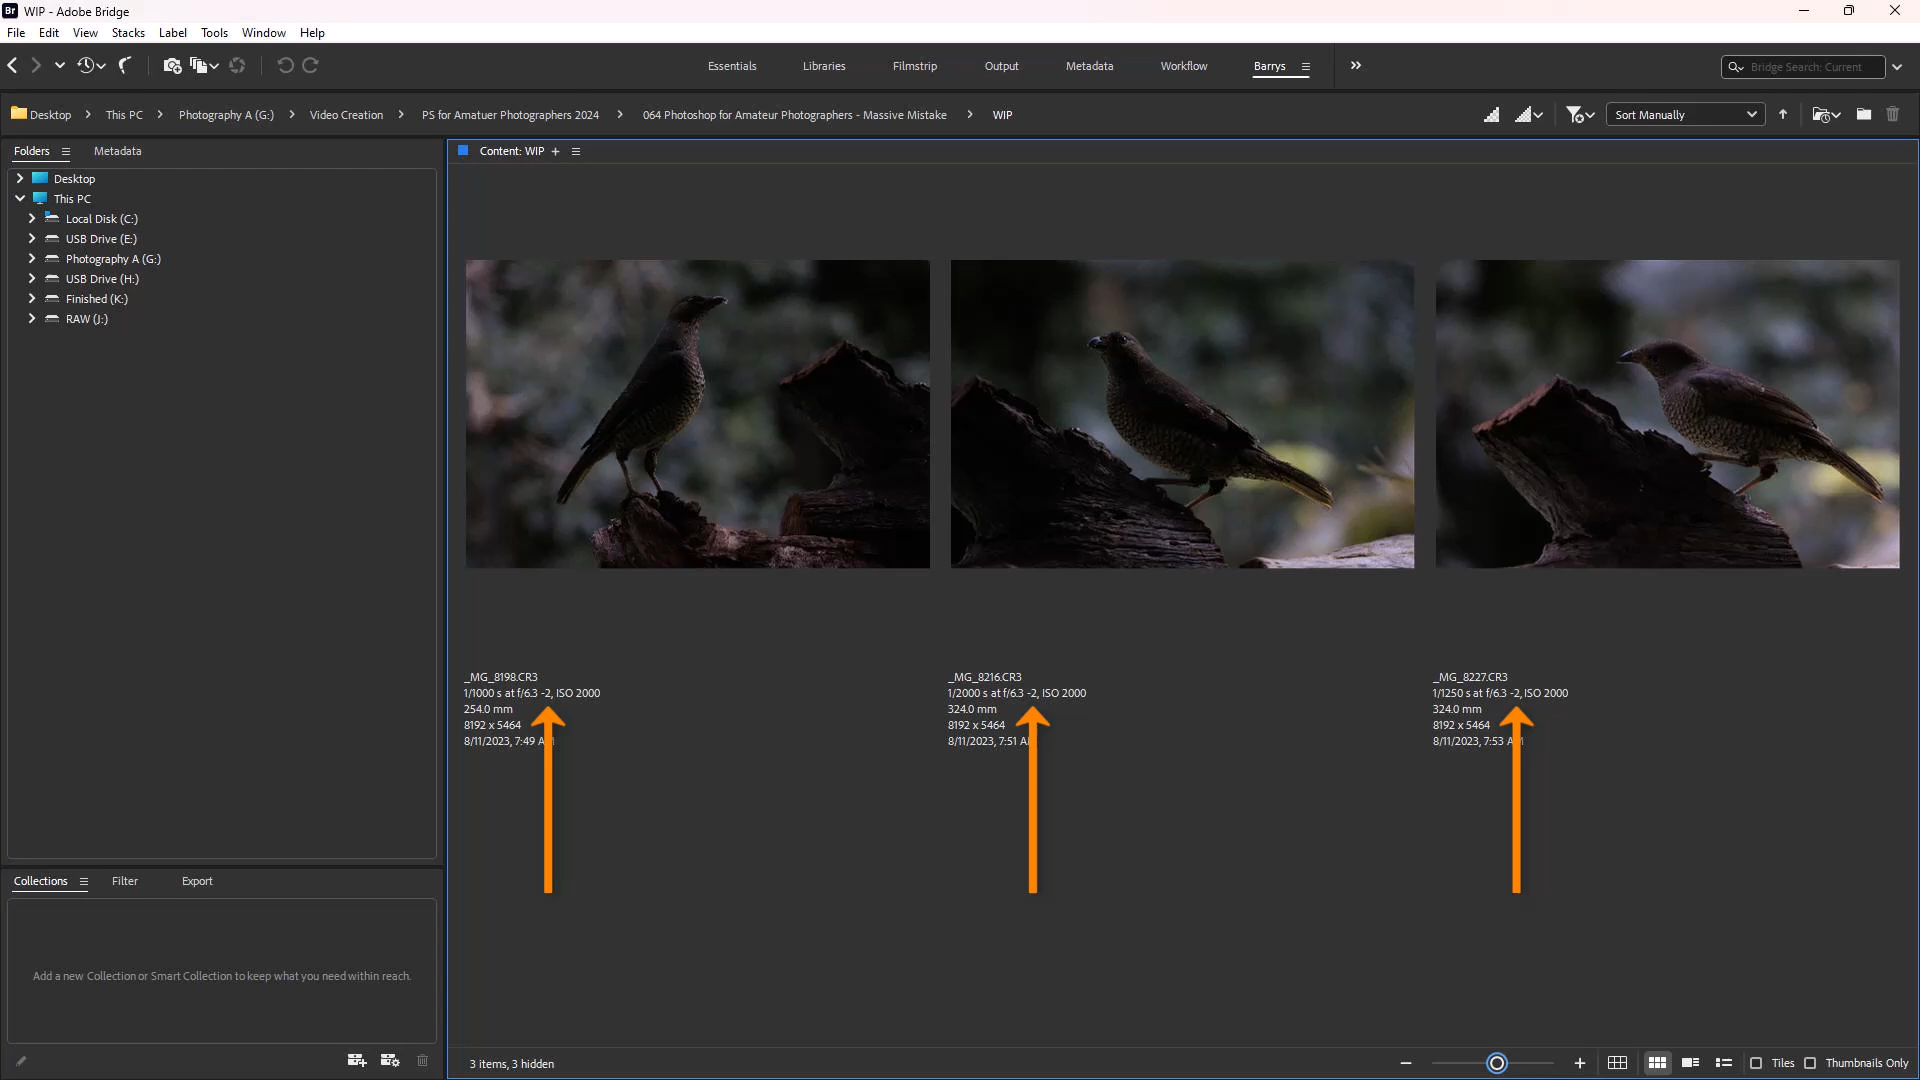 Br WIP - Adobe Bridge
File Edit View Stacks Label Tools Window Help
Essentials Libraries Filmstrip Output Metadata Workflow Barrys
Bridge Search: Current
Desktop This PC Photography A (G:) Video Creation PS for Amatuer Photographers 2024 064 Photoshop for Amateur Photographers - Massive Mistake WIP
Sort Manually
Folders Metadata
Desktop
This PC
Local Disk (C:)
USB Drive (E:)
Photography A (G:)
USB Drive (H:)
Finished (K:)
RAW (J:)
Content: WIP
_MG_8198.CR3
1/1000 s at f/6.3 -2, ISO 2000
254.0 mm
8192 x 5464
8/11/2023, 7:49 A
_MG_8216.CR3
1/2000 s at f/6.3 -2, ISO 2000
324.0 mm
8192 x 5464
8/11/2023, 7:51 A
_MG_8227.CR3
1/1250 s at f/6.3 -2, ISO 2000
324.0 mm
8192 x 5464
8/11/2023, 7:53
Collections Filter Export
Add a new Collection or Smart Collection to keep what you need within reach.
3 items, 3 hidden
Tiles Thumbnails Only